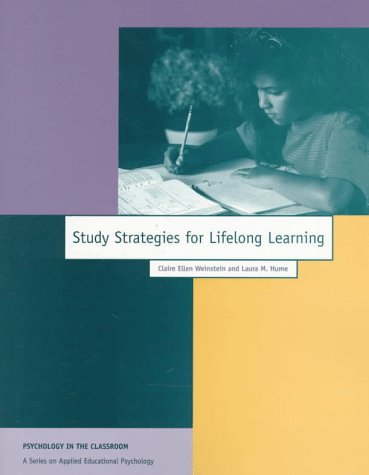 Study Strategies for Lifelong Learning
Claire Ellen Weinstein and Laura M. Hume
PSYCHOLOGY IN THE CLASSROOM
A Series on Applied Educational Psychology